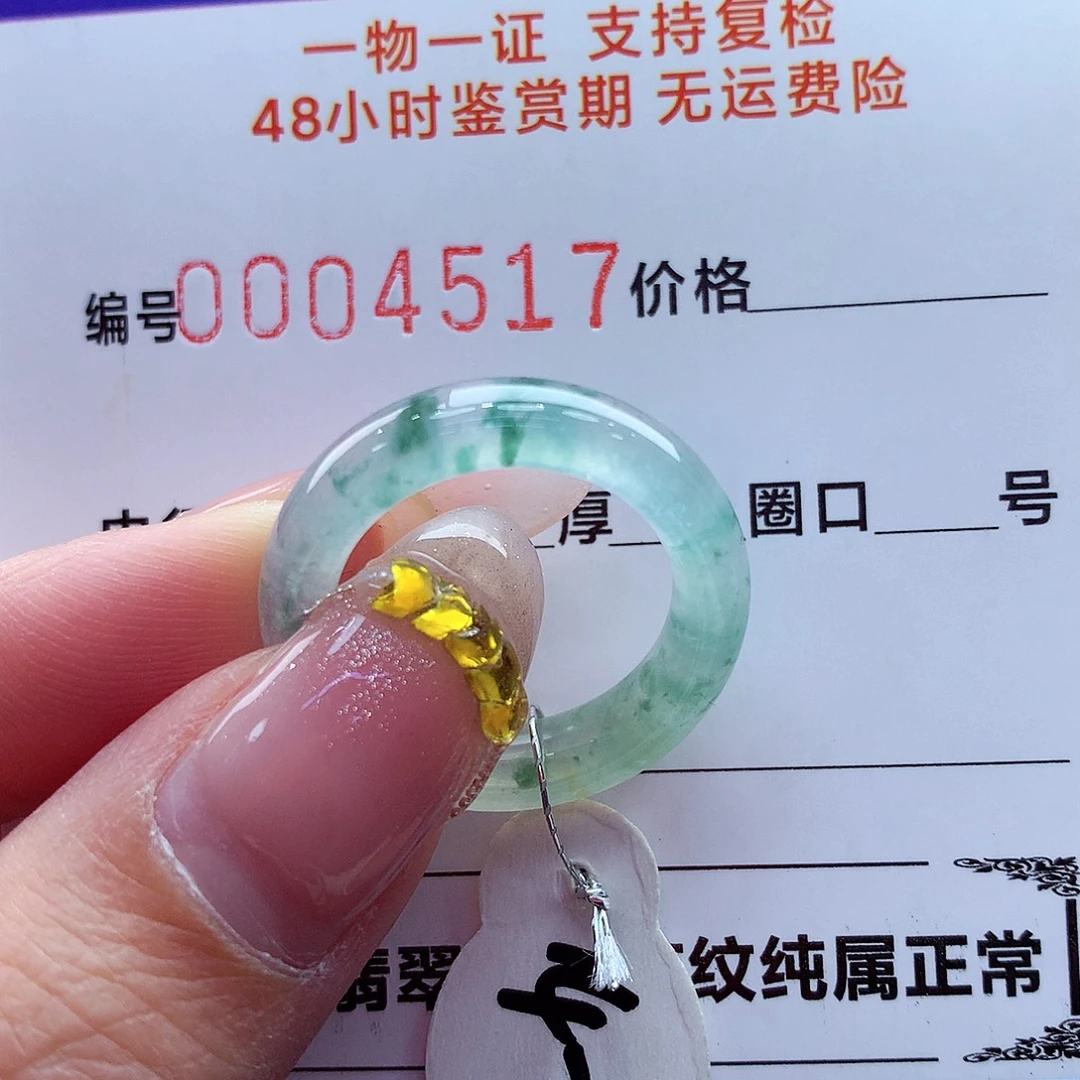 一物一证 支持复检
48小时鉴赏期 无运费险
编号0004517价格
厚 圈口 号
翡翠 纹纯属正常